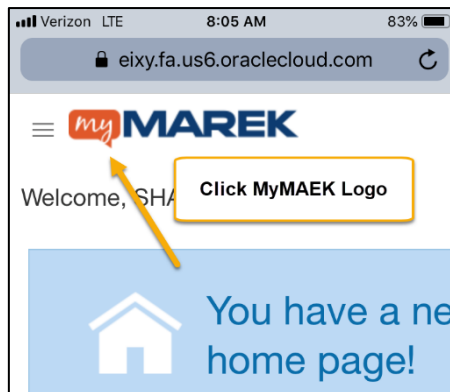 Verizon LTE 8:05 AM 83%
eixy.fa.us6.oraclecloud.com
my MAREK
Welcome, SHA
Click MyMAEK Logo
You have a ne
home page!